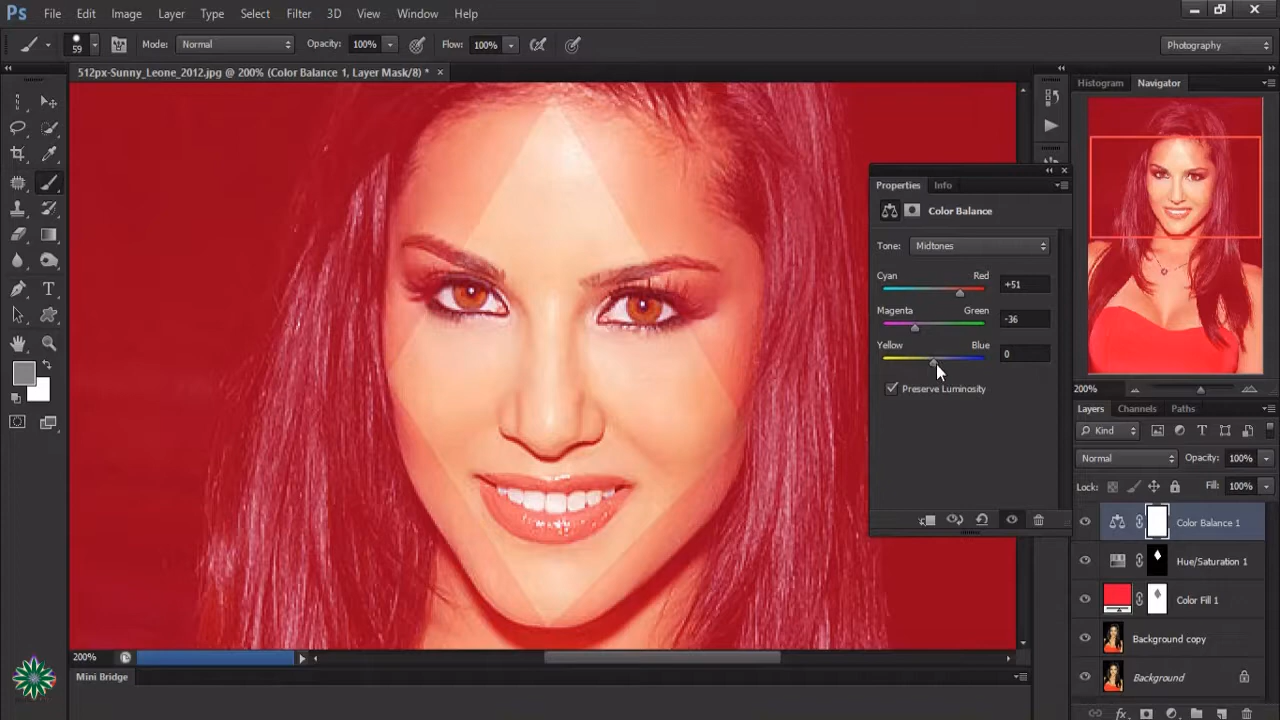 Ps File Edit Image Layer Type Select Filter 3D View Window Help
59 Mode: Normal Opacity: 100% Flow: 100% Photography
512px-Sunny_Leone_2012.jpg @ 200% (Color Balance 1, Layer Mask/8) * ×
Histogram Navigator
Properties Info
Color Balance
Tone: Midtones
Cyan Red +51
Magenta Green -36
Yellow Blue 0
Preserve Luminosity
200%
Layers Channels Paths
Kind
Normal Opacity: 100%
Lock: Fill: 100%
Color Balance 1
Hue/Saturation 1
Color Fill 1
Background copy
Background
200%
Mini Bridge
fx